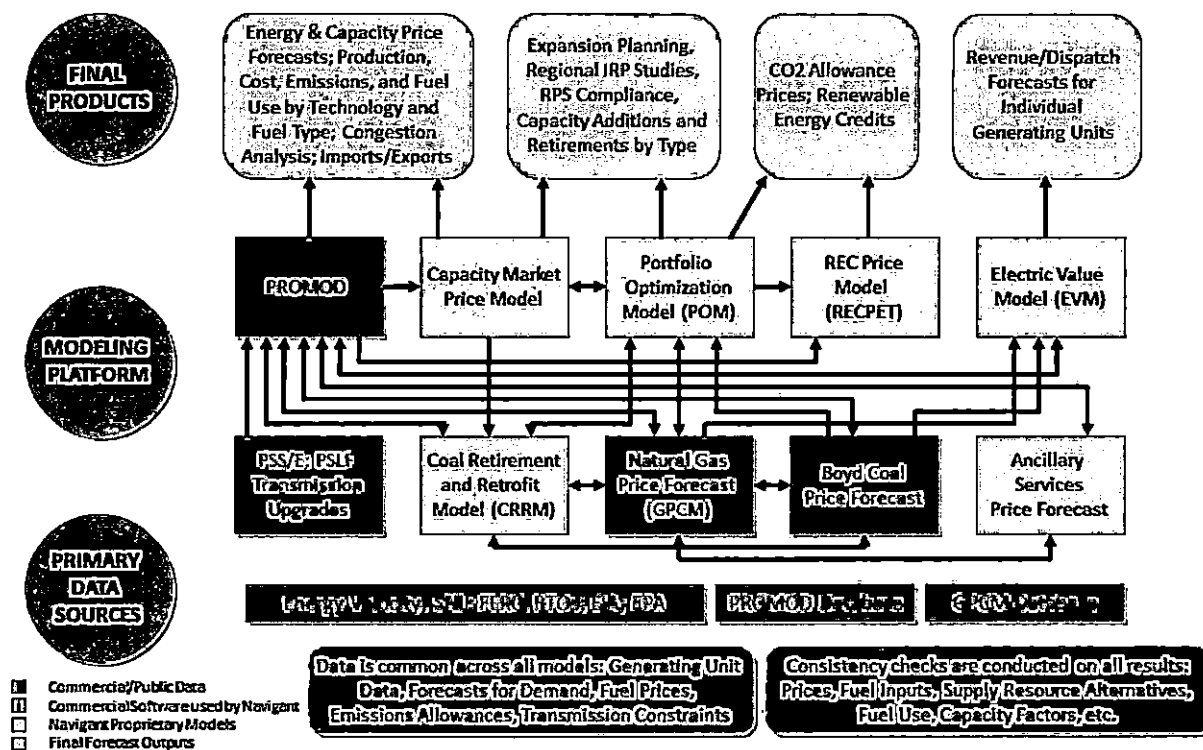 FINAL
PRODUCTS
Energy & Capacity Price
Forecasts; Production,
Cost, Emissions, and Fuel
Use by Technology and
Fuel Type; Congestion
Analysis; Imports/Exports
Expansion Planning,
Regional IRP Studies,
RPS Compliance,
Capacity Additions and
Retirements by Type
CO2 Allowance
Prices; Renewable
Energy Credits
Revenue/Dispatch
Forecasts for
Individual
Generating Units
MODELING
PLATFORM
PROMOD
Capacity Market
Price Model
Portfolio
Optimization
Model (POM)
REC Price
Model
(RECPET)
Electric Value
Model (EVM)
PSS/E; PSLF
Transmission
Upgrades
Coal Retirement
and Retrofit
Model (CRRM)
Natural Gas
Price Forecast
(GPCM)
Boyd Coal
Price Forecast
Ancillary
Services
Price Forecast
PRIMARY
DATA
SOURCES
FERC, RTOs, EIA, EPA
PROMOD Database
Data is common across all models: Generating Unit
Data, Forecasts for Demand, Fuel Prices,
Emissions Allowances, Transmission Constraints
Consistency checks are conducted on all results:
Prices, Fuel Inputs, Supply Resource Alternatives,
Fuel Use, Capacity Factors, etc.
Commercial/Public Data
Commercial Software used by Navigant
Navigant Proprietary Models
Final Forecast Outputs